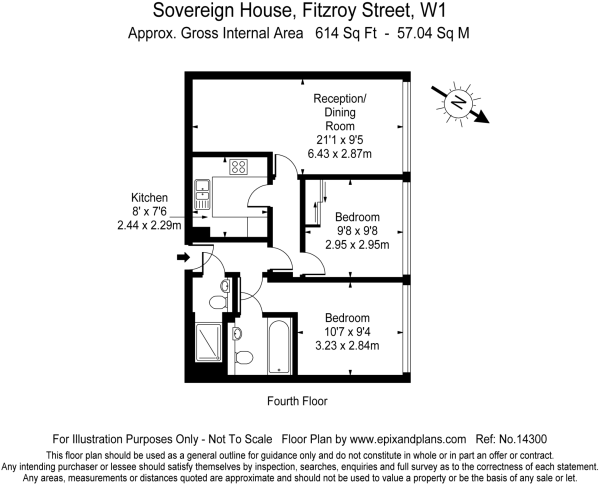 Sovereign House, Fitzroy Street, W1
Approx. Gross Internal Area 614 Sq Ft - 57.04 Sq M
N
Reception/
Dining
Room
21'1 x 9'5
6.43 x 2.87m
Kitchen
8' x 7'6
2.44 x 2.29m
Bedroom
9'8 x 9'8
2.95 x 2.95m
Bedroom
10'7 x 9'4
3.23 x 2.84m
Fourth Floor
For Illustration Purposes Only - Not To Scale Floor Plan by www.epixandplans.com Ref: No.14300
This floor plan should be used as a general outline for guidance only and do not constitute in whole or in part an offer or contract.
Any intending purchaser or lessee should satisfy themselves by inspection, searches, enquiries and full survey as to the correctness of each statement.
Any areas, measurements or distances quoted are approximate and should not be used to value a property or be the basis of any sale or let.